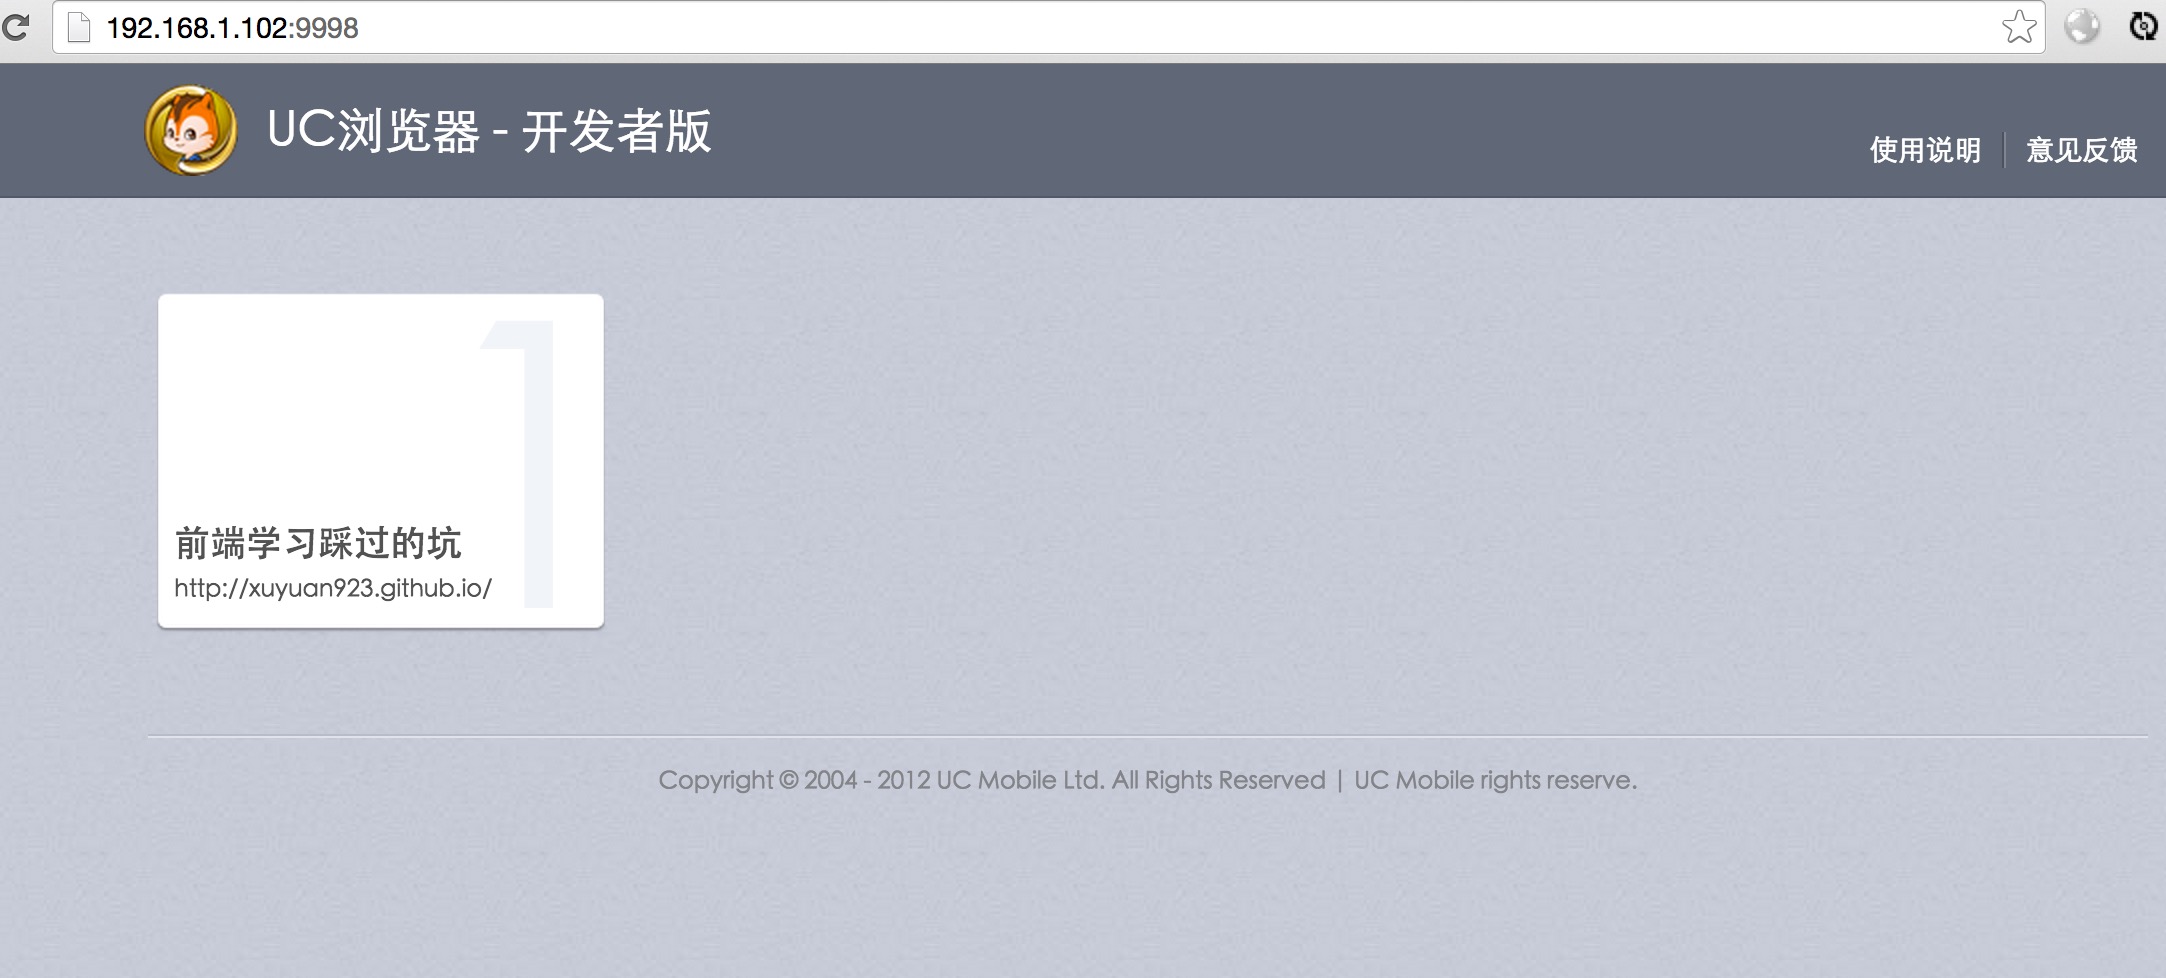 192.168.1.102:9998
UC浏览器 - 开发者版
使用说明
意见反馈
1
前端学习踩过的坑
http://xuyuan923.github.io/
Copyright © 2004 - 2012 UC Mobile Ltd. All Rights Reserved | UC Mobile rights reserve.